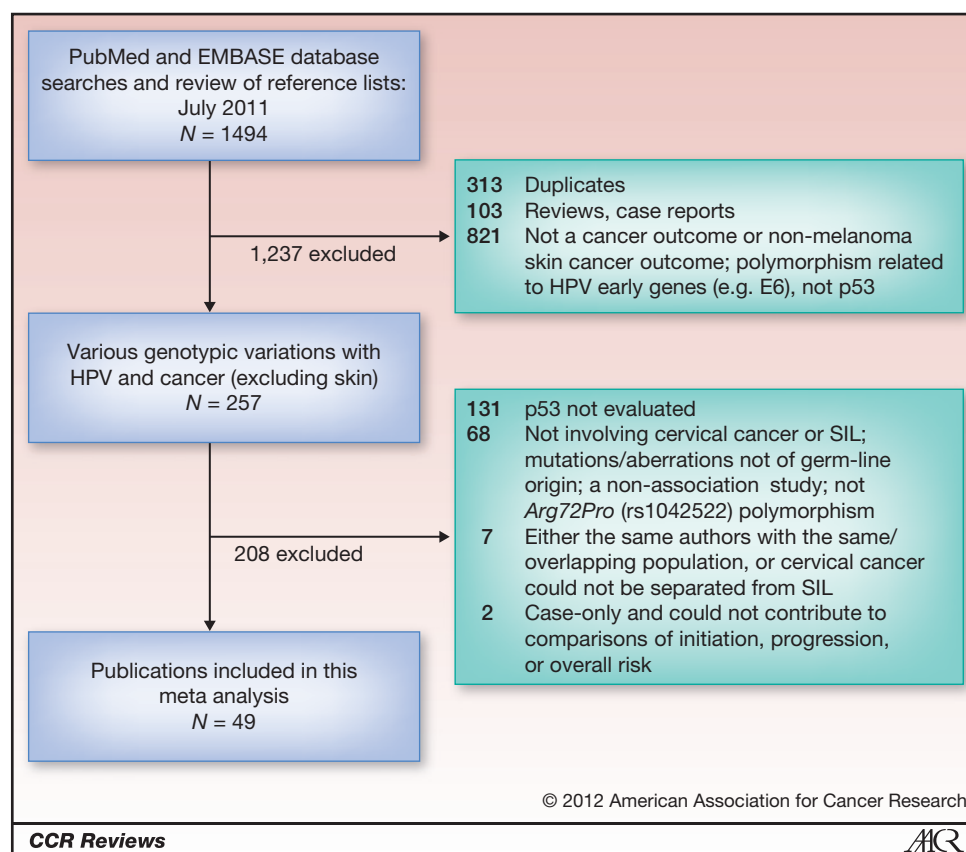 PubMed and EMBASE database
searches and review of reference lists:
July 2011
N = 1494
313 Duplicates
103 Reviews, case reports
821 Not a cancer outcome or non-melanoma
skin cancer outcome; polymorphism related
to HPV early genes (e.g. E6), not p53
1,237 excluded
Various genotypic variations with
HPV and cancer (excluding skin)
N = 257
131 p53 not evaluated
68 Not involving cervical cancer or SIL;
mutations/aberrations not of germ-line
origin; a non-association study; not
Arg72Pro (rs1042522) polymorphism
7 Either the same authors with the same/
overlapping population, or cervical cancer
could not be separated from SIL
2 Case-only and could not contribute to
comparisons of initiation, progression,
or overall risk
208 excluded
Publications included in this
meta analysis
N = 49
© 2012 American Association for Cancer Research
CCR Reviews
AACR